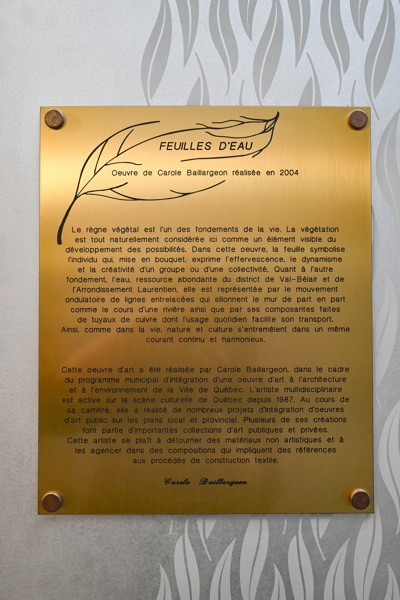 FEUILLES D'EAU
Oeuvre de Carole Baillargeon réalisée en 2004
Le règne végétal est l'un des fondements de la vie. La végétation
est tout naturellement considérée ici comme un élément visible du
développement des possibilités. Dans cette oeuvre, la feuille symbolise
l'individu qui, mise en bouquet, exprime l'effervescence, le dynamisme
et la créativité d'un groupe ou d'une collectivité. Quant à l'autre
fondement, l'eau, ressource abondante du district de Val-Bélair et de
l'Arrondissement Laurentien, elle est représentée par le mouvement
ondulatoire de lignes entrelacées qui sillonnent le mur de part en part
comme le cours d'une rivière ainsi que par ses composantes faites
de tuyaux de cuivre dont l'usage quotidien facilite son transport.
Ainsi, comme dans la vie, nature et culture s'entremêlent dans un même
courant continu et harmonieux.
Cette oeuvre d'art a été réalisée par Carole Baillargeon, dans le cadre
du programme municipal d'intégration d'une oeuvre d'art à l'architecture
et à l'environnement de la Ville de Québec. L'artiste multidisciplinaire
est active sur la scène culturelle de Québec depuis 1987. Au cours de
sa carrière, elle a réalisé de nombreux projets d'intégration d'oeuvres
d'art public sur les plans local et provincial. Plusieurs de ses créations
font partie d'importantes collections d'art publiques et privées.
Cette artiste se plaît à détourner des matériaux non artistiques et à
les agencer dans des compositions qui impliquent des références
aux procédés de construction textile.
Carole Baillargeon